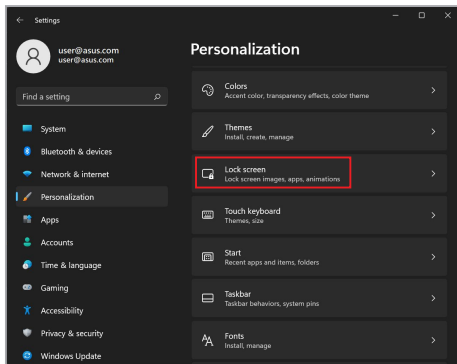 Settings
user@asus.com
user@asus.com
Find a setting
System
Bluetooth & devices
Network & internet
Personalization
Apps
Accounts
Time & language
Gaming
Accessibility
Privacy & security
Windows Update
Personalization
Colors
Accent color, transparency effects, color theme
Themes
Install, create, manage
Lock screen
Lock screen images, apps, animations
Touch keyboard
Themes, size
Start
Recent apps and items, folders
Taskbar
Taskbar behaviors, system pins
Fonts
Install, manage